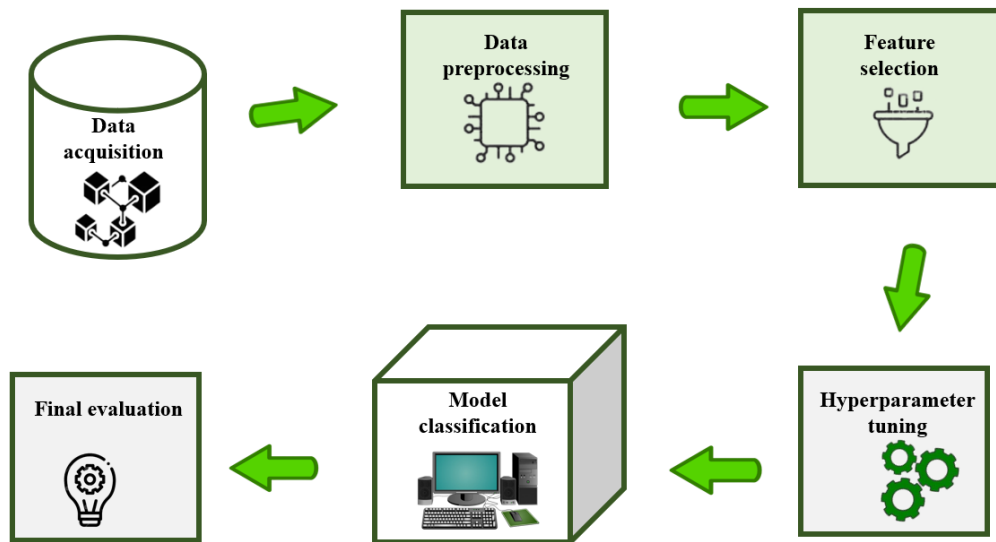 Data
acquisition
Data
preprocessing
Feature
selection
Hyperparameter
tuning
Model
classification
Final evaluation